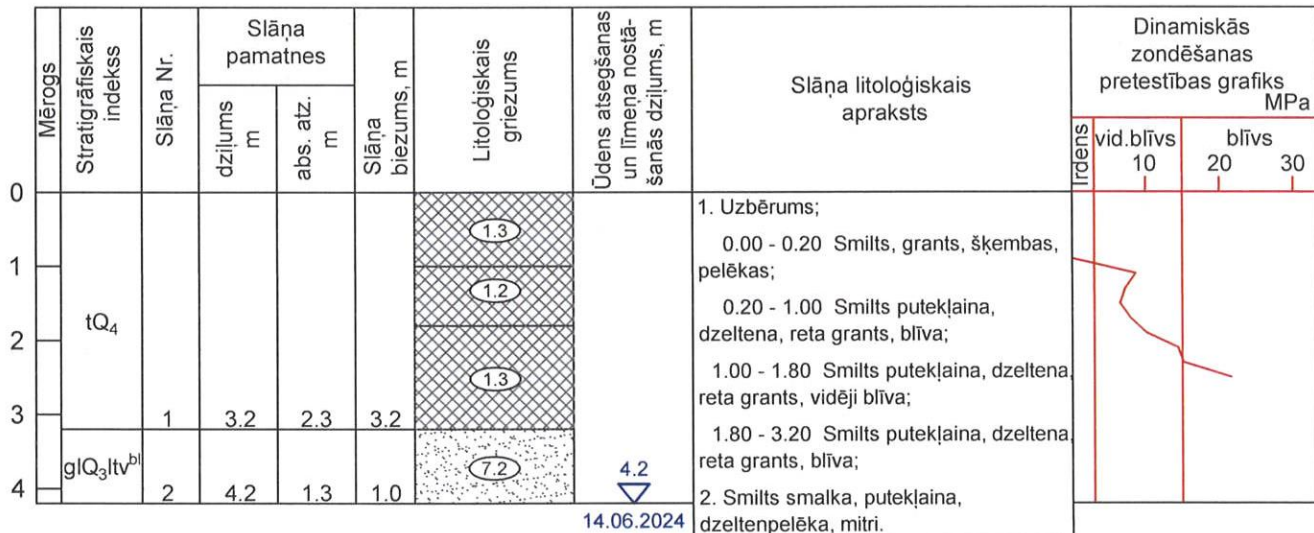 Mērogs
Stratigrāfiskais
indekss
Slāņa Nr.
Slāņa
pamatnes
dziļums
m
abs. atz.
m
Slāņa
biezums, m
Litoloģiskais
griezums
Ūdens atsegšanas
un līmeņa nostā-
šanās dziļums, m
Slāņa litoloģiskais
apraksts
Dinamiskās
zondēšanas
pretestības grafiks
MPa
Irdens
vid.blīvs
blīvs
10
20
30
0
1
2
3
4
tQ₄
1
3.2
2.3
3.2
1.3
1.2
1.3
glQ₃ltvᵇˡ
2
4.2
1.3
1.0
7.2
4.2
14.06.2024
1. Uzbērums;
0.00 - 0.20 Smilts, grants, šķembas,
pelēkas;
0.20 - 1.00 Smilts putekļaina,
dzeltena, reta grants, blīva;
1.00 - 1.80 Smilts putekļaina, dzeltena,
reta grants, vidēji blīva;
1.80 - 3.20 Smilts putekļaina, dzeltena,
reta grants, blīva;
2. Smilts smalka, putekļaina,
dzeltenpelēka, mitri.